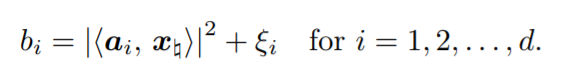 b_i = |⟨a_i, x_♮⟩|² + ξ_i for i = 1, 2, . . . , d.